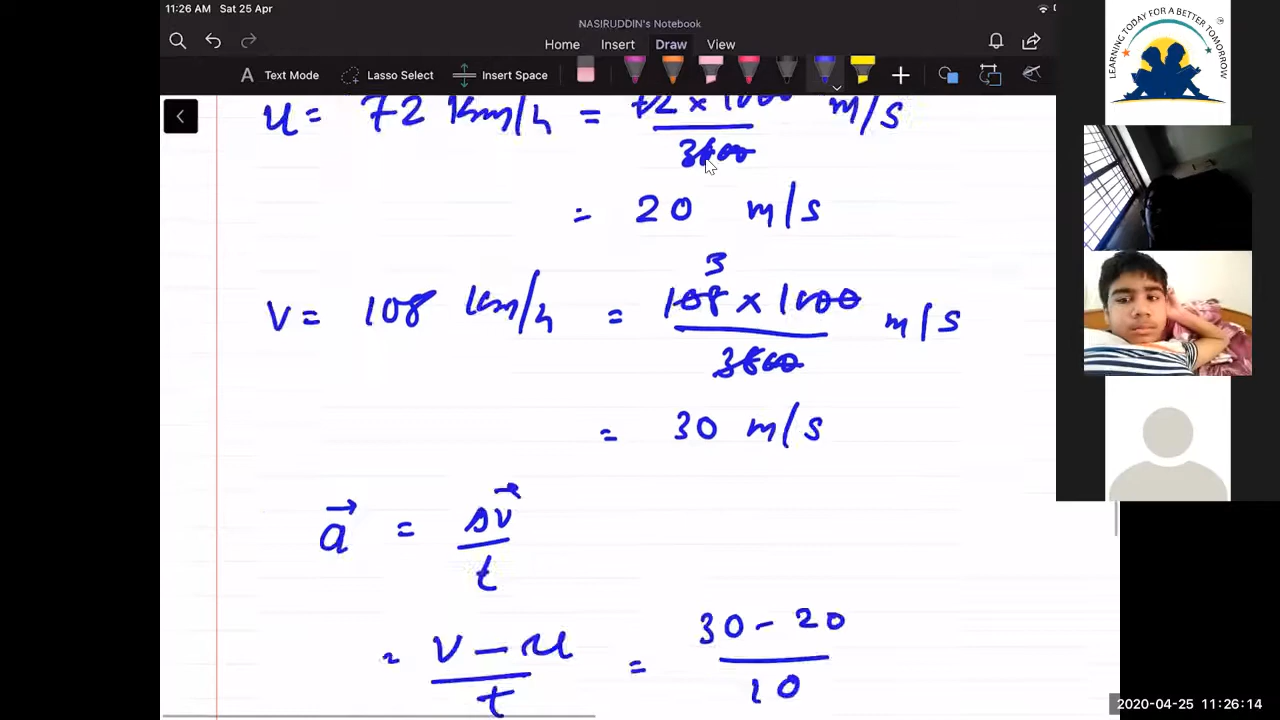 11:26 AM Sat 25 Apr
NASIRUDDIN's Notebook
Home Insert Draw View
Text Mode Lasso Select Insert Space
LEARNING TODAY FOR A BETTER TOMORROW
u = 72 Km/h = 72 × 1000 / 3600 m/s
= 20 m/s
3
v = 108 Km/h = 108 × 1000 / 3600 m/s
= 30 m/s
a⃗ = Δv⃗ / t
= v - u / t = 30 - 20 / 10
2020-04-25 11:26:14